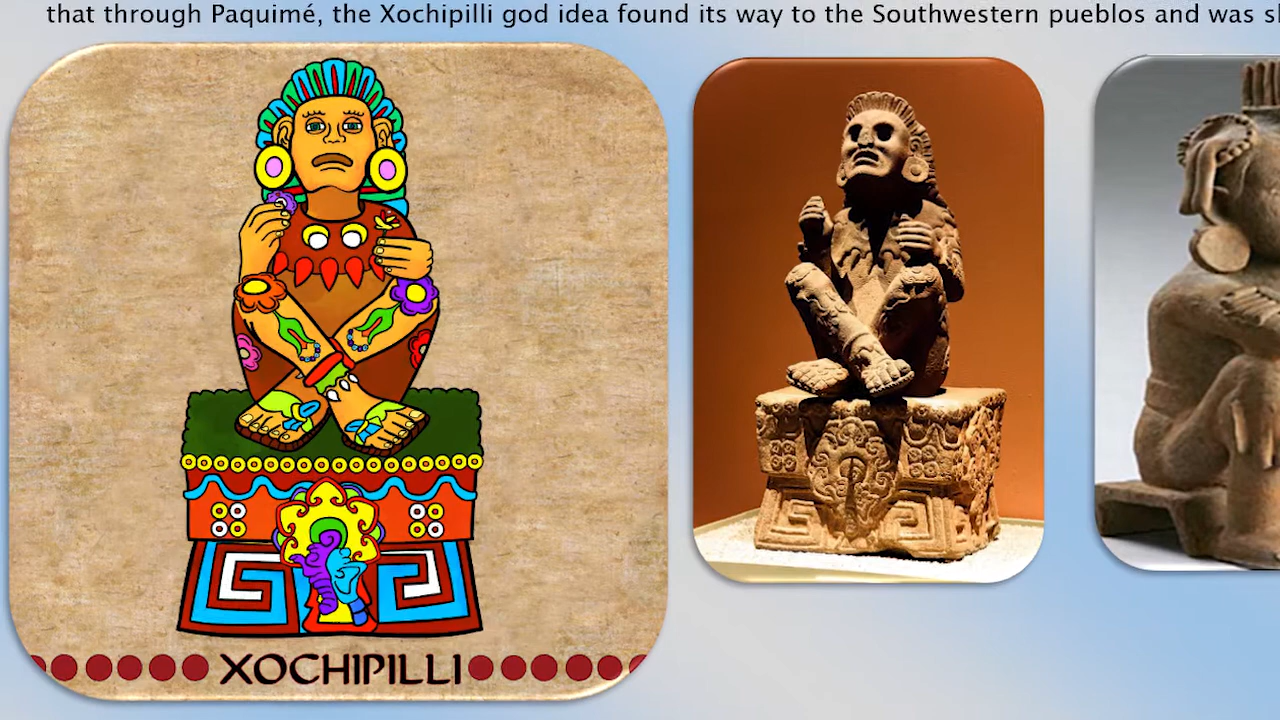 that through Paquimé, the Xochipilli god idea found its way to the Southwestern pueblos and was
XOCHIPILLI